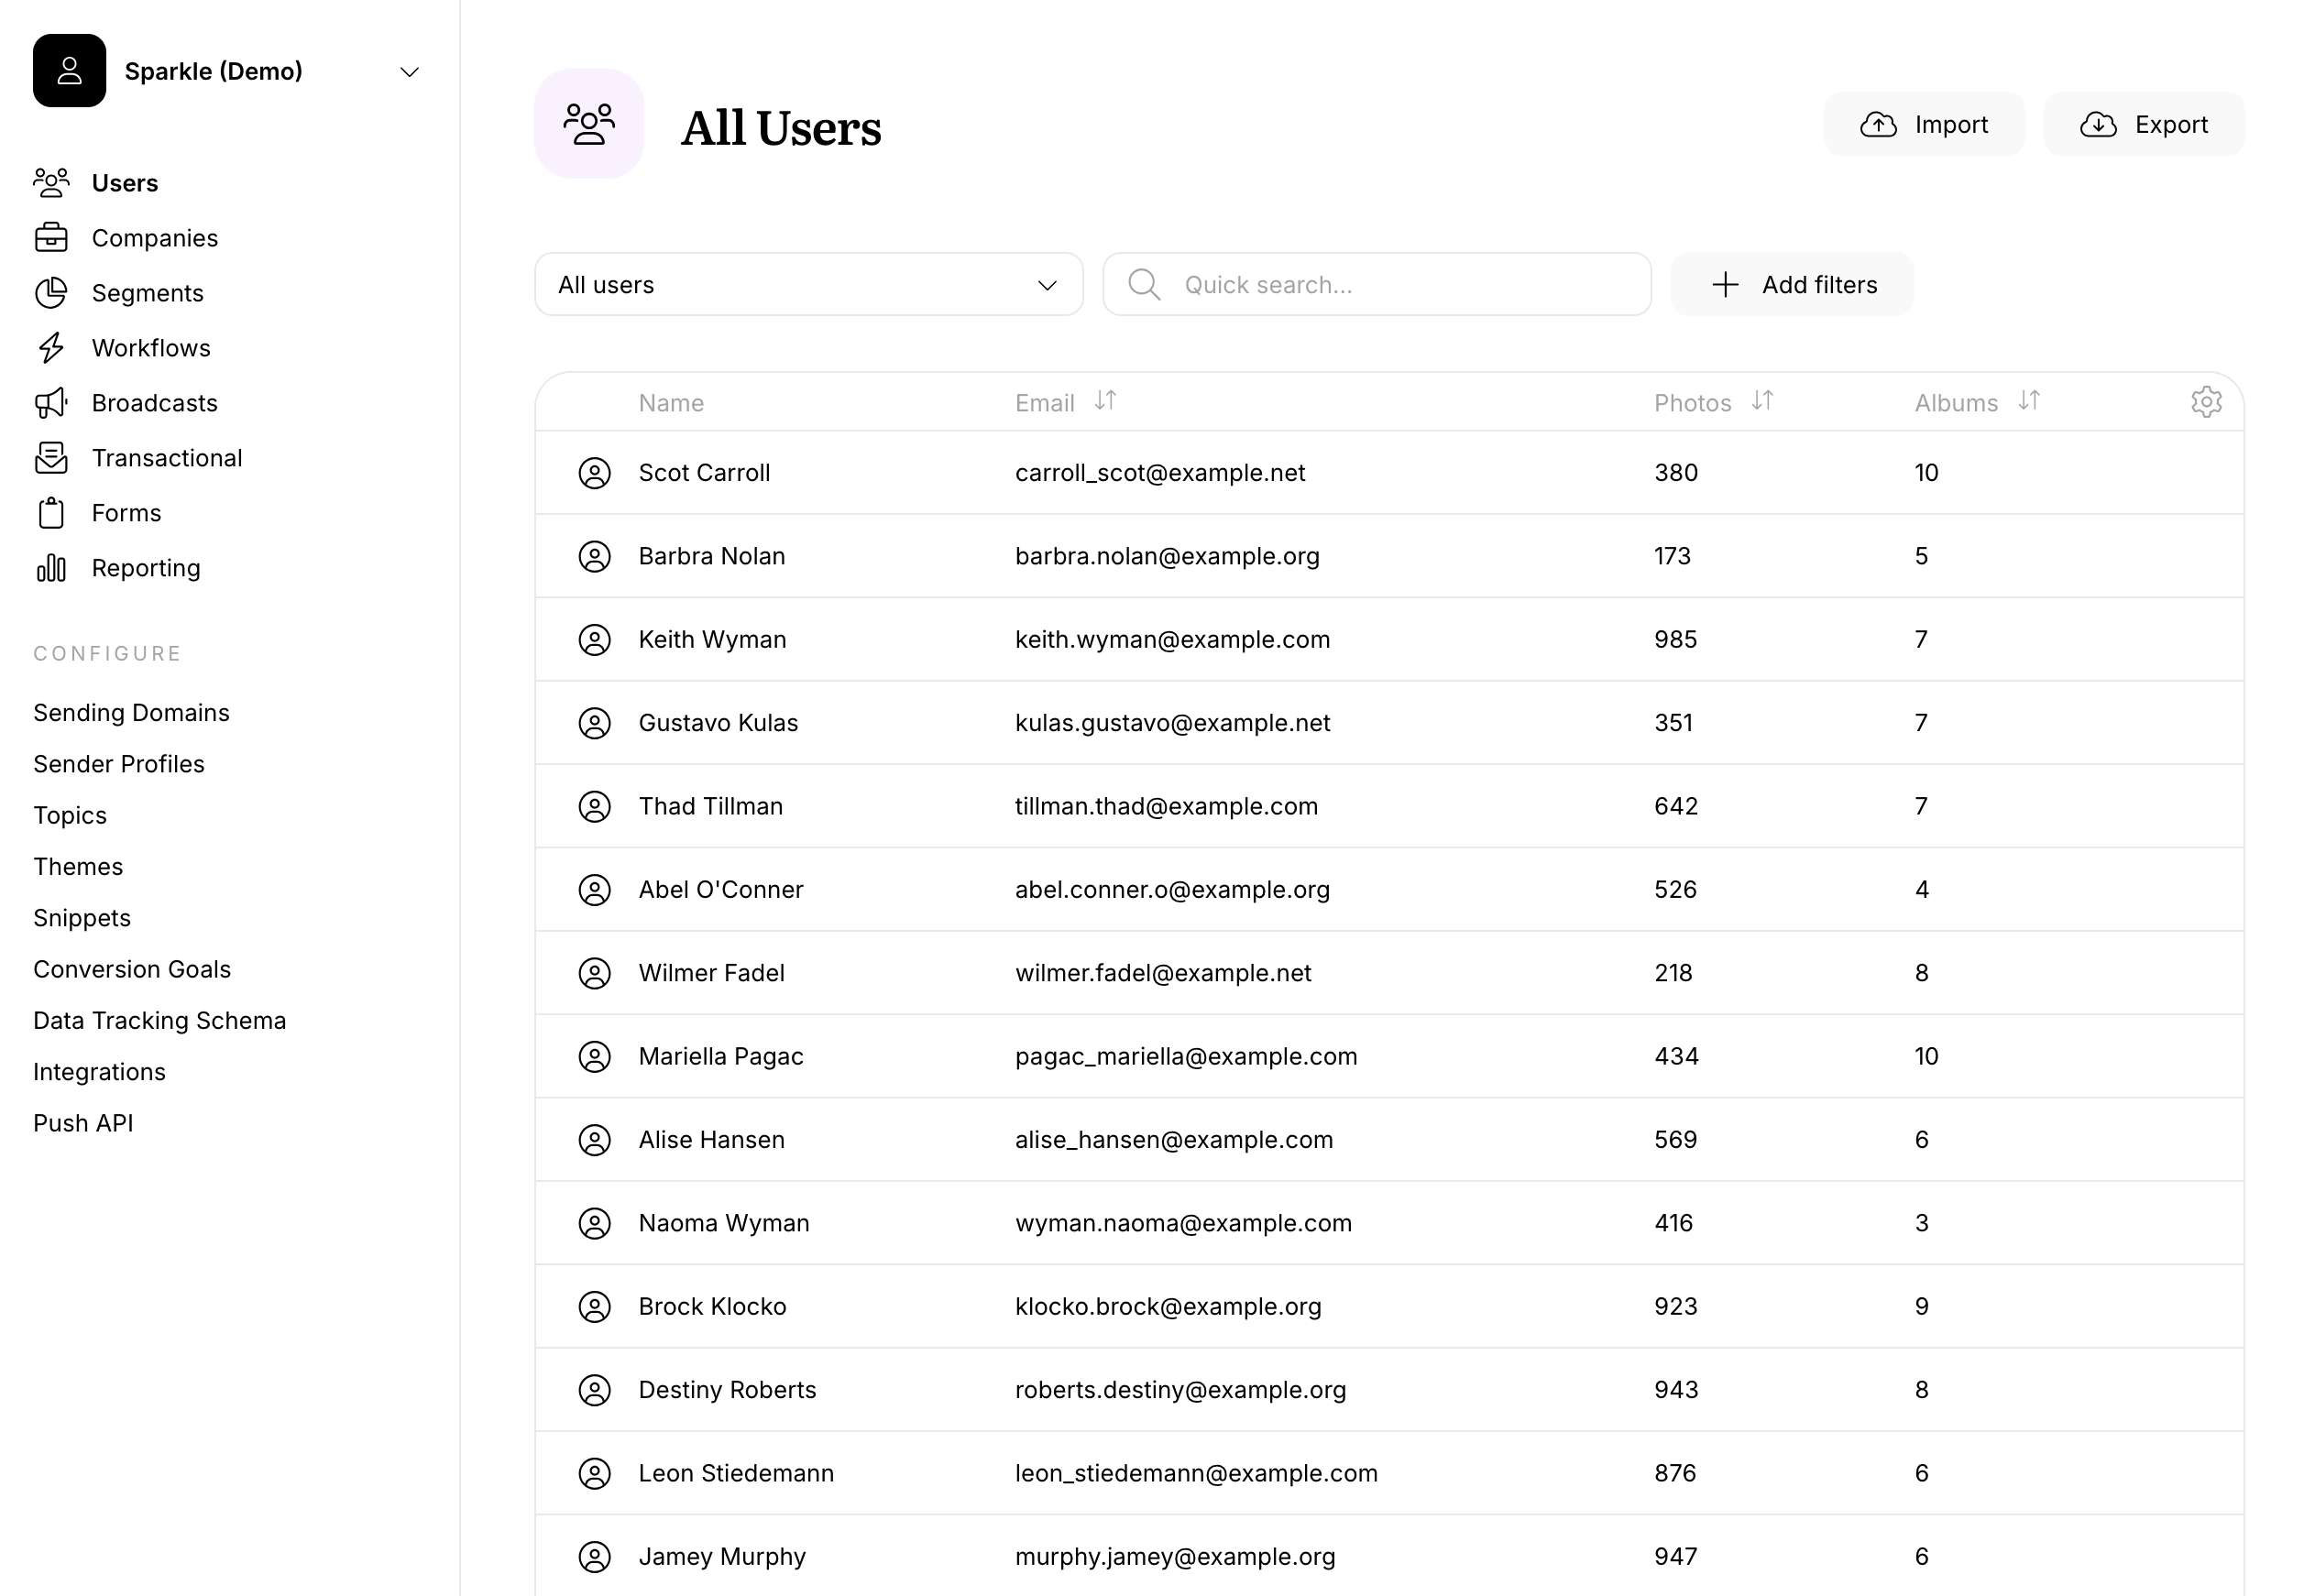 Sparkle (Demo)
Users
Companies
Segments
Workflows
Broadcasts
Transactional
Forms
Reporting
CONFIGURE
Sending Domains
Sender Profiles
Topics
Themes
Snippets
Conversion Goals
Data Tracking Schema
Integrations
Push API
All Users
Import
Export
All users
Quick search...
Add filters
Name Email Photos Albums
Scot Carroll carroll_scot@example.net 380 10
Barbra Nolan barbra.nolan@example.org 173 5
Keith Wyman keith.wyman@example.com 985 7
Gustavo Kulas kulas.gustavo@example.net 351 7
Thad Tillman tillman.thad@example.com 642 7
Abel O'Conner abel.conner.o@example.org 526 4
Wilmer Fadel wilmer.fadel@example.net 218 8
Mariella Pagac pagac_mariella@example.com 434 10
Alise Hansen alise_hansen@example.com 569 6
Naoma Wyman wyman.naoma@example.com 416 3
Brock Klocko klocko.brock@example.org 923 9
Destiny Roberts roberts.destiny@example.org 943 8
Leon Stiedemann leon_stiedemann@example.com 876 6
Jamey Murphy murphy.jamey@example.org 947 6